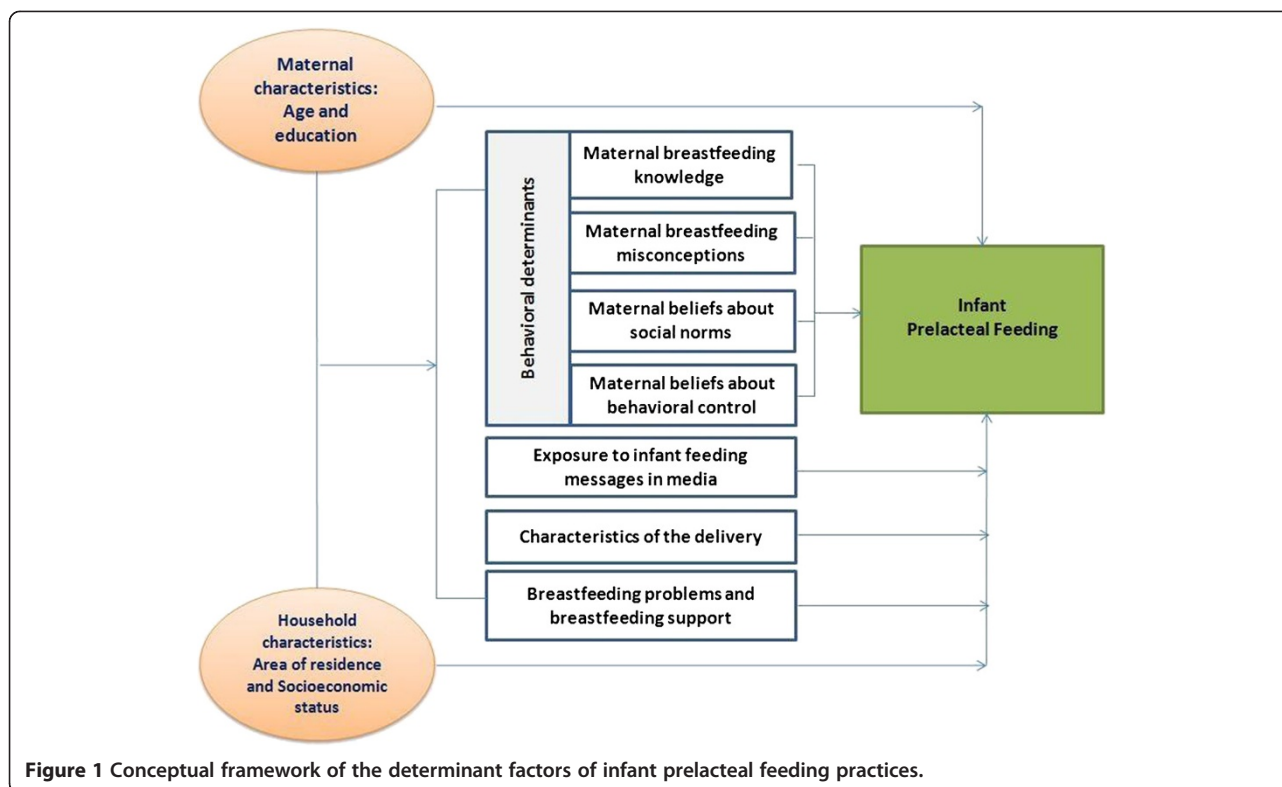 Maternal
characteristics:
Age and
education
Behavioral determinants
Maternal breastfeeding
knowledge
Maternal breastfeeding
misconceptions
Maternal beliefs about
social norms
Maternal beliefs about
behavioral control
Exposure to infant feeding
messages in media
Characteristics of the delivery
Breastfeeding problems and
breastfeeding support
Infant
Prelacteal Feeding
Household
characteristics:
Area of residence
and Socioeconomic
status
Figure 1 Conceptual framework of the determinant factors of infant prelacteal feeding practices.